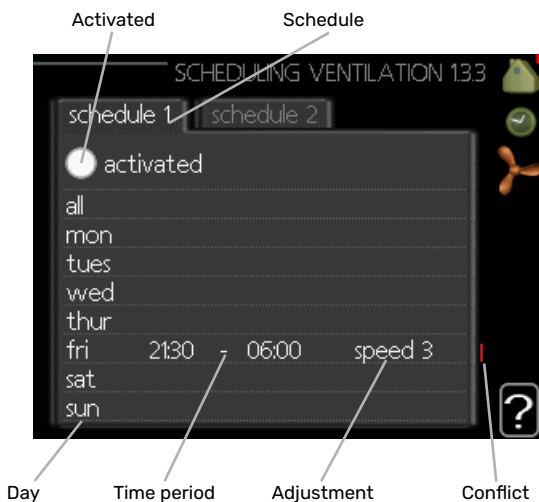 Activated Schedule
SCHEDULING VENTILATION 1.3.3
schedule 1 schedule 2
activated
all
mon
tues
wed
thur
fri 21:30 - 06:00 speed 3
sat
sun
?
Day Time period Adjustment Conflict